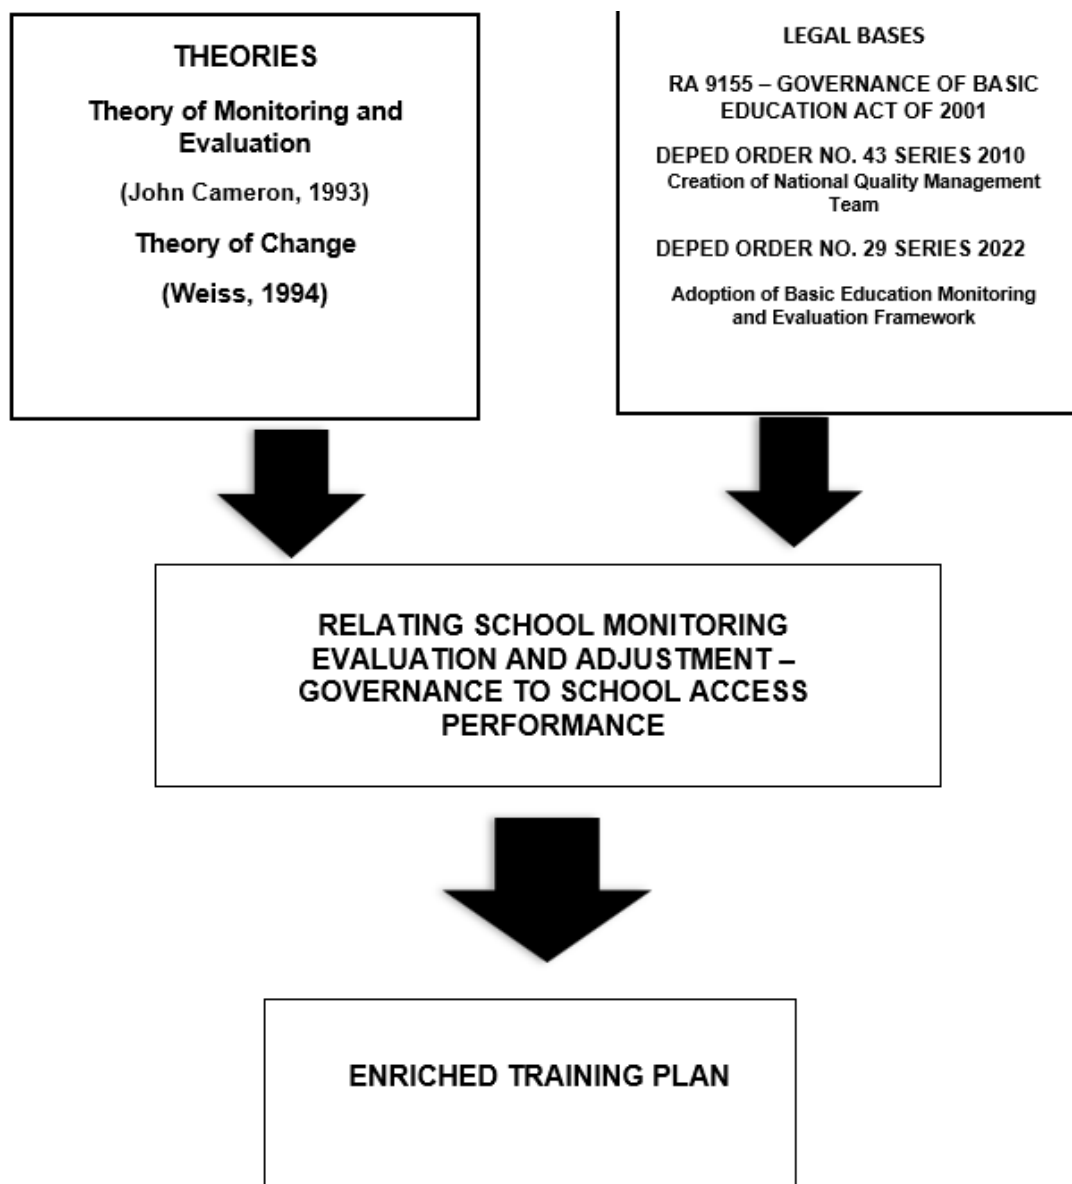 THEORIES
Theory of Monitoring and
Evaluation
(John Cameron, 1993)
Theory of Change
(Weiss, 1994)
LEGAL BASES
RA 9155 – GOVERNANCE OF BASIC
EDUCATION ACT OF 2001
DEPED ORDER NO. 43 SERIES 2010
Creation of National Quality Management
Team
DEPED ORDER NO. 29 SERIES 2022
Adoption of Basic Education Monitoring
and Evaluation Framework
RELATING SCHOOL MONITORING
EVALUATION AND ADJUSTMENT –
GOVERNANCE TO SCHOOL ACCESS
PERFORMANCE
ENRICHED TRAINING PLAN